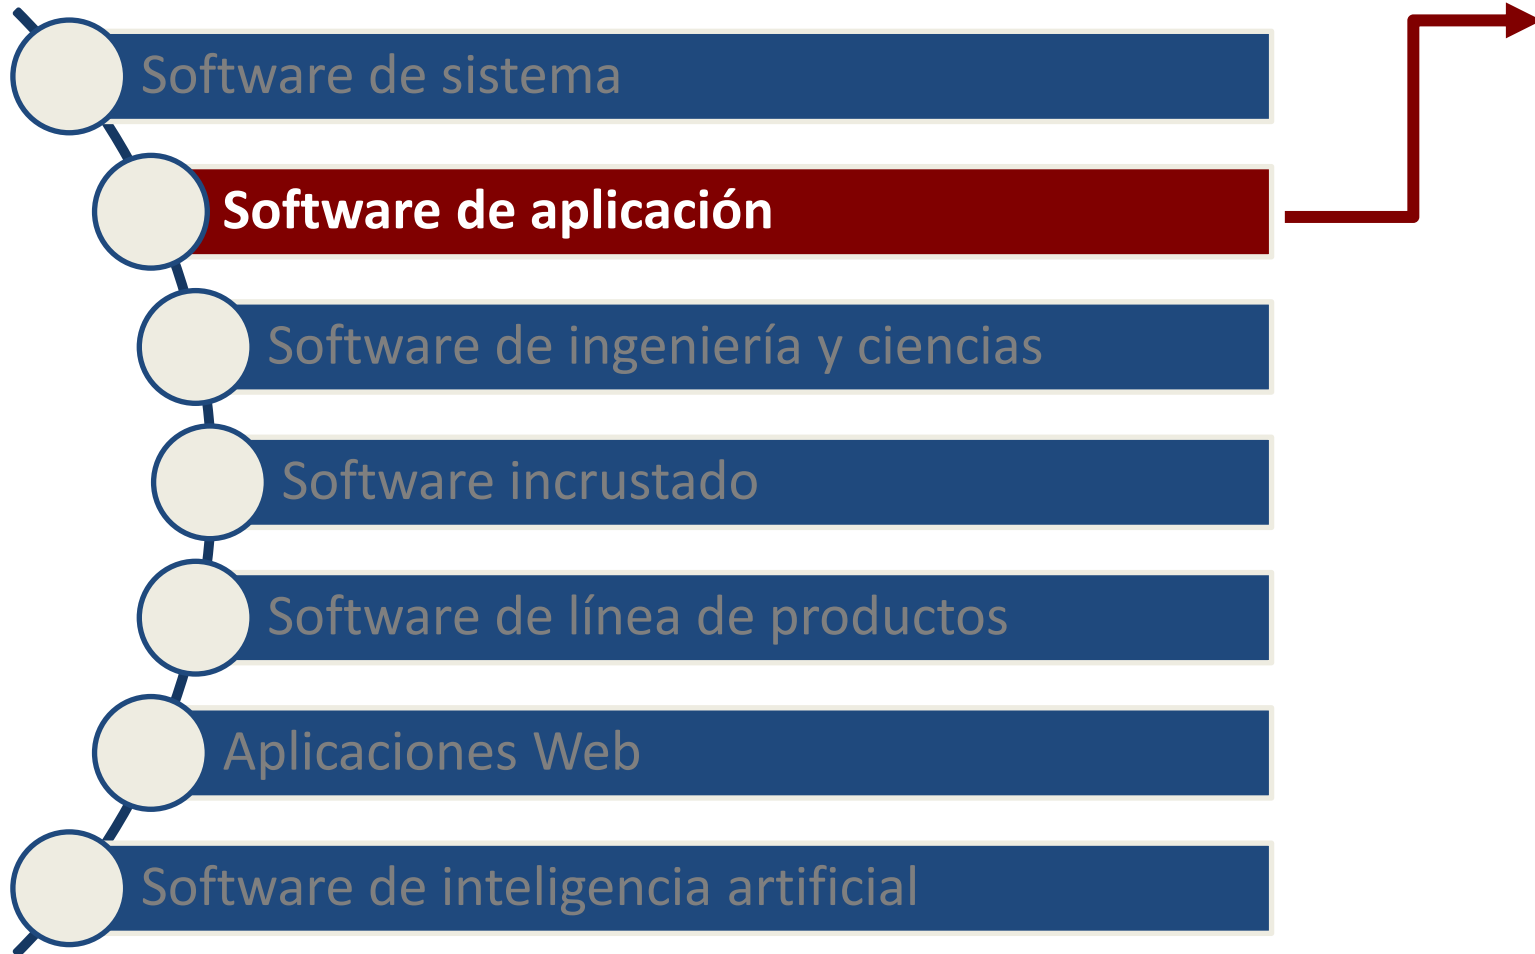 Software de sistema
Software de aplicación
Software de ingeniería y ciencias
Software incrustado
Software de línea de productos
Aplicaciones Web
Software de inteligencia artificial